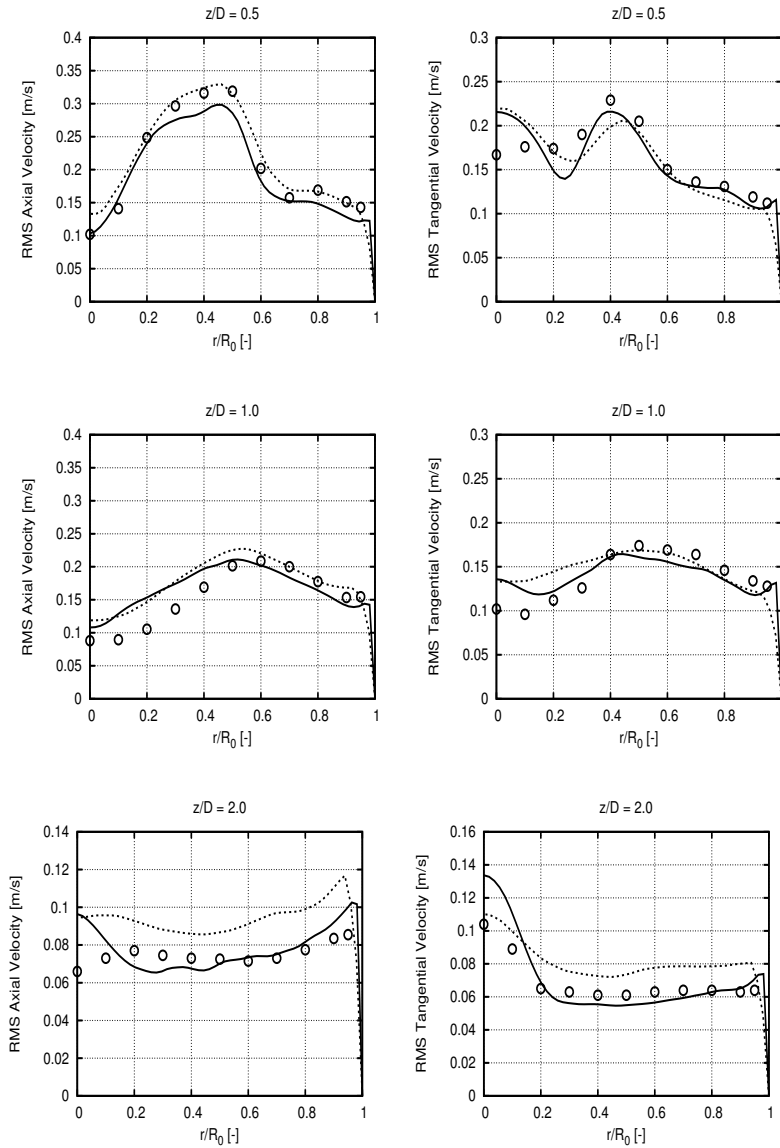 z/D = 0.5
RMS Axial Velocity [m/s]
0.4
0.35
0.3
0.25
0.2
0.15
0.1
0.05
0
0 0.2 0.4 0.6 0.8 1
r/R0 [-]
z/D = 0.5
RMS Tangential Velocity [m/s]
0.3
0.25
0.2
0.15
0.1
0.05
0
0 0.2 0.4 0.6 0.8
r/R0 [-]
z/D = 1.0
RMS Axial Velocity [m/s]
0.4
0.35
0.3
0.25
0.2
0.15
0.1
0.05
0
0 0.2 0.4 0.6 0.8 1
r/R0 [-]
z/D = 1.0
RMS Tangential Velocity [m/s]
0.3
0.25
0.2
0.15
0.1
0.05
0
0 0.2 0.4 0.6 0.8
r/R0 [-]
z/D = 2.0
RMS Axial Velocity [m/s]
0.14
0.12
0.1
0.08
0.06
0.04
0.02
0
0 0.2 0.4 0.6 0.8 1
r/R0 [-]
z/D = 2.0
RMS Tangential Velocity [m/s]
0.16
0.14
0.12
0.1
0.08
0.06
0.04
0.02
0
0 0.2 0.4 0.6 0.8 1
r/R0 [-]